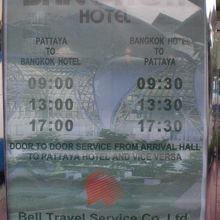 HOTEL
PATTAYA TO BANGKOK HOTEL
BANGKOK HOTEL TO PATTAYA
09:00 09:30
13:00 13:30
17:00 17:30
DOOR TO DOOR SERVICE FROM ARRIVAL HALL
TO PATTAYA HOTEL AND VICE VERSA
Bell Travel Service Co.,Ltd.